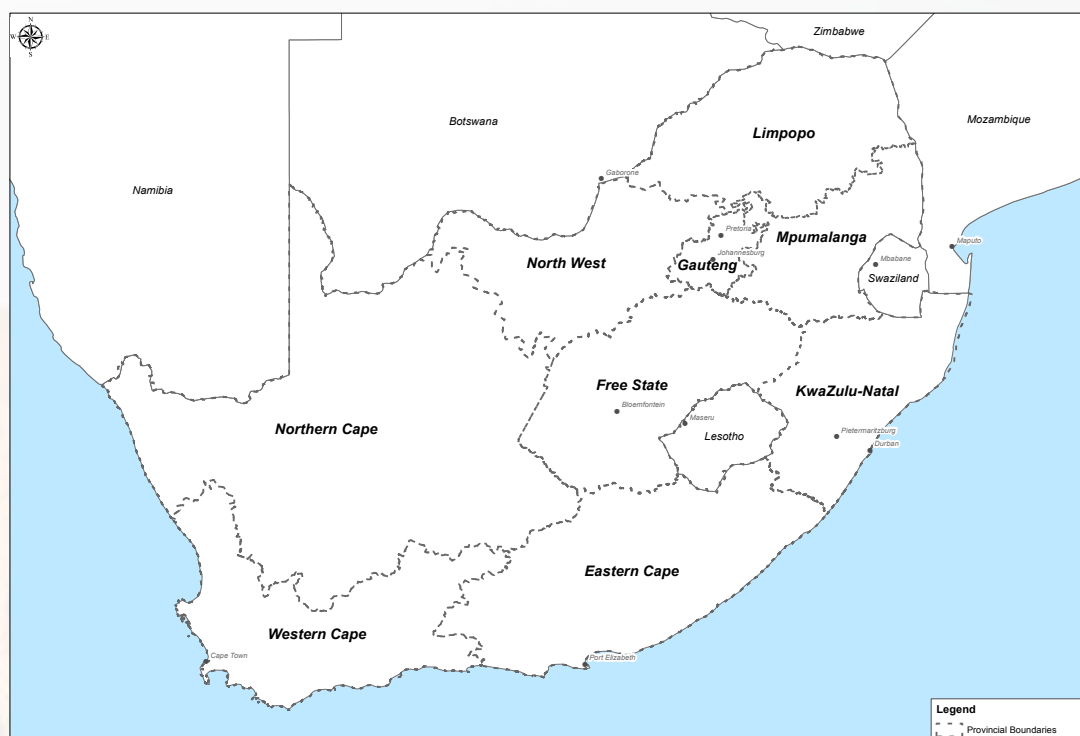 N
W E
S
Zimbabwe
Botswana
Mozambique
Limpopo
Gaborone
Namibia
Pretoria
Mpumalanga
Maputo
Johannesburg
North West
Gauteng
Mbabane
Swaziland
Free State
KwaZulu-Natal
Bloemfontein
Maseru
Northern Cape
Lesotho
Pietermaritzburg
Durban
Eastern Cape
Western Cape
Cape Town
Port Elizabeth
Legend
Provincial Boundaries